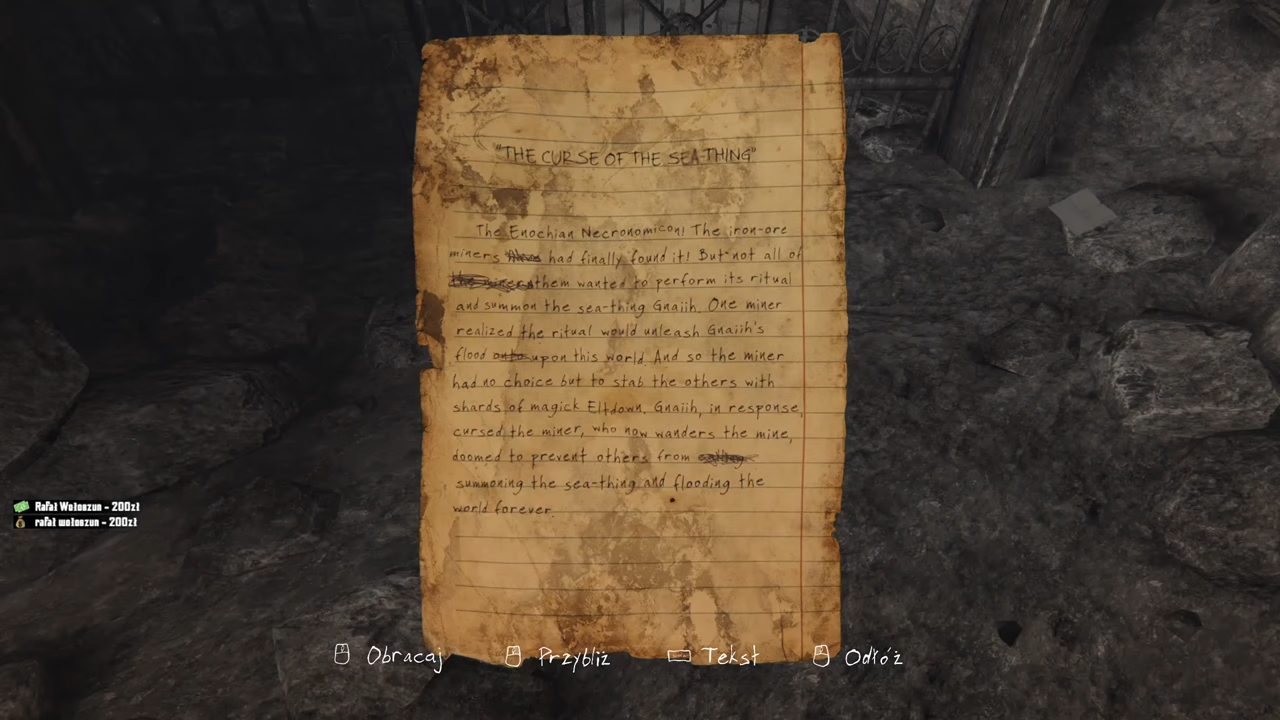 "THE CURSE OF THE SEA-THING"
The Enochian Necronomicon! The iron-ore
miners had finally found it! But not all of
the miners them wanted to perform its ritual
and summon the sea-thing Gnaiih. One miner
realized the ritual would unleash Gnaiih's
flood onto upon this world. And so the miner
had no choice but to stab the others with
shards of magick Eltdown. Gnaiih, in response,
cursed the miner, who now wanders the mine,
doomed to prevent others from
summoning the sea-thing and flooding the
world forever.
Rafał Wołoszun - 200zł
rafał wołoszun - 200zł
Obracaj Przybliż Tekst Odłóż